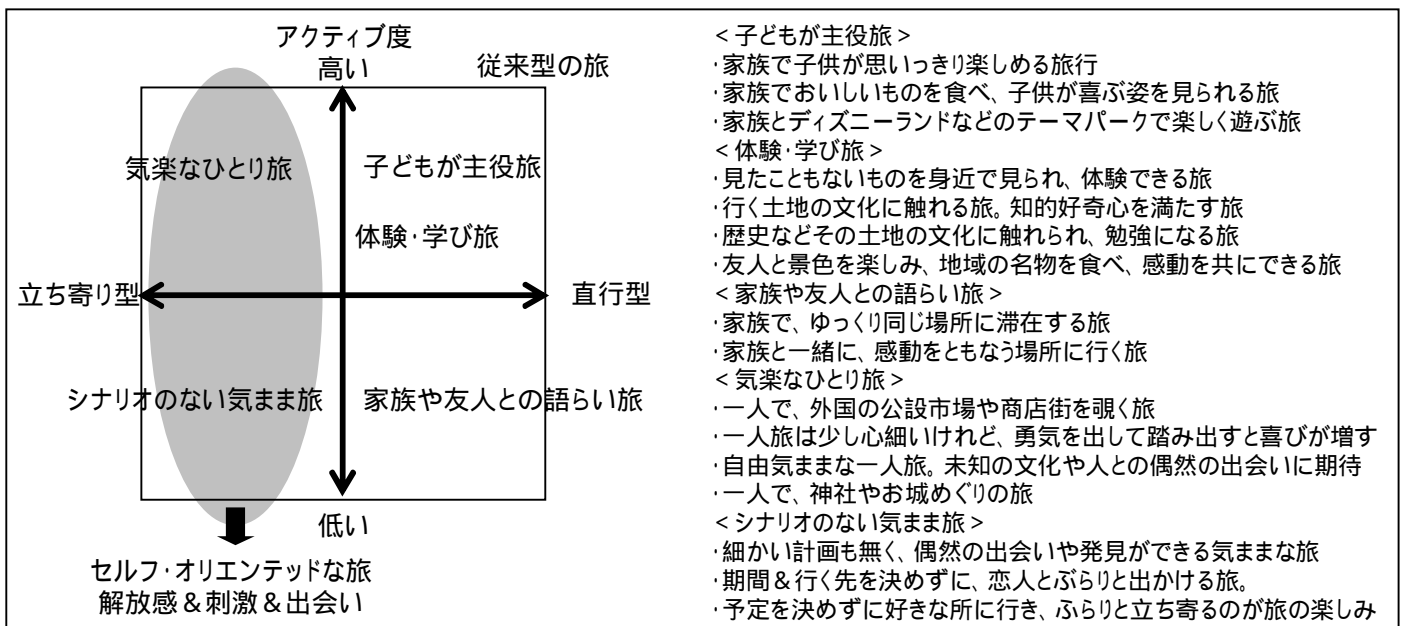 アクティブ度
高い
従来型の旅
気楽なひとり旅
子どもが主役旅
体験・学び旅
立ち寄り型
直行型
シナリオのない気まま旅
家族や友人との語らい旅
低い
セルフ・オリエンテッドな旅
解放感＆刺激＆出会い
＜子どもが主役旅＞
・家族で子供が思いっきり楽しめる旅行
・家族でおいしいものを食べ、子供が喜ぶ姿を見られる旅
・家族とディズニーランドなどのテーマパークで楽しく遊ぶ旅
＜体験・学び旅＞
・見たこともないものを身近で見られ、体験できる旅
・行く土地の文化に触れる旅。知的好奇心を満たす旅
・歴史などその土地の文化に触れられ、勉強になる旅
・友人と景色を楽しみ、地域の名物を食べ、感動を共にできる旅
＜家族や友人との語らい旅＞
・家族で、ゆっくり同じ場所に滞在する旅
・家族と一緒に、感動をともなう場所に行く旅
＜気楽なひとり旅＞
・一人で、外国の公設市場や商店街を覗く旅
・一人旅は少し心細いけれど、勇気を出して踏み出すと喜びが増す
・自由気ままな一人旅。未知の文化や人との偶然の出会いに期待
・一人で、神社やお城めぐりの旅
＜シナリオのない気まま旅＞
・細かい計画も無く、偶然の出会いや発見ができる気ままな旅
・期間＆行く先を決めずに、恋人とぶらりと出かける旅。
・予定を決めずに好きな所に行き、ふらりと立ち寄るのが旅の楽しみ